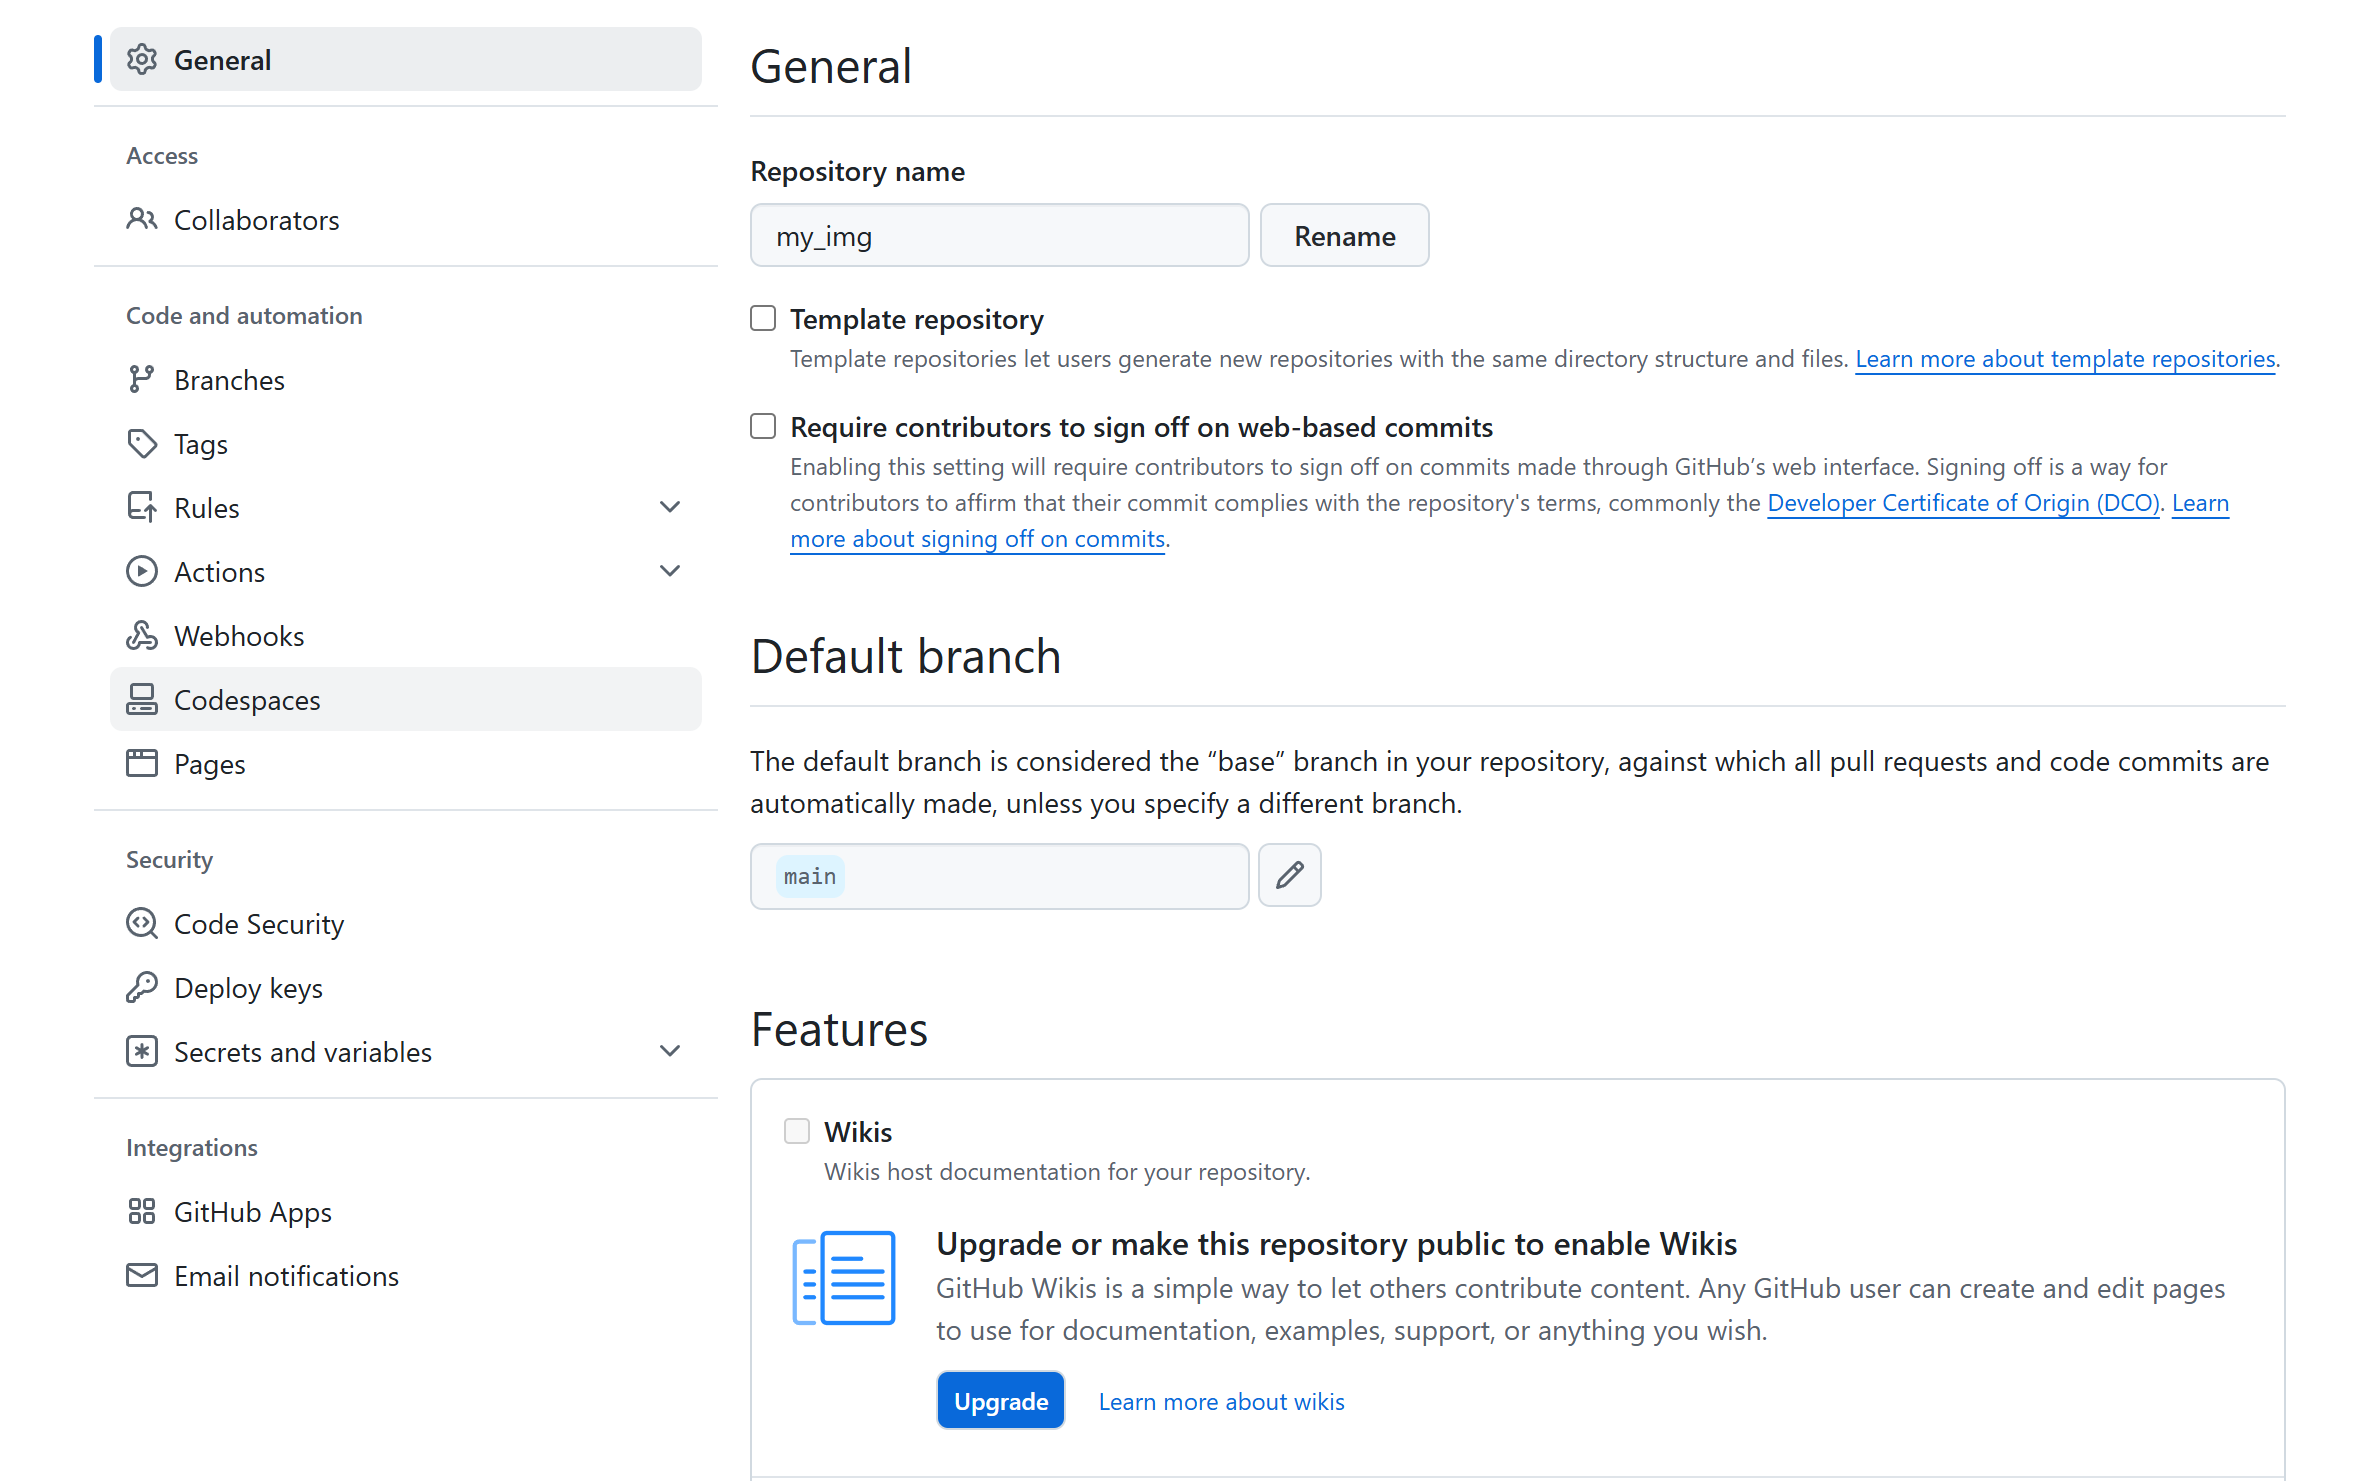 General
Access
Collaborators
Code and automation
Branches
Tags
Rules
Actions
Webhooks
Codespaces
Pages
Security
Code Security
Deploy keys
Secrets and variables
Integrations
GitHub Apps
Email notifications
General
Repository name
my_img
Rename
Template repository
Template repositories let users generate new repositories with the same directory structure and files. Learn more about template repositories.
Require contributors to sign off on web-based commits
Enabling this setting will require contributors to sign off on commits made through GitHub’s web interface. Signing off is a way for
contributors to affirm that their commit complies with the repository's terms, commonly the Developer Certificate of Origin (DCO). Learn
more about signing off on commits.
Default branch
The default branch is considered the “base” branch in your repository, against which all pull requests and code commits are
automatically made, unless you specify a different branch.
main
Features
Wikis
Wikis host documentation for your repository.
Upgrade or make this repository public to enable Wikis
GitHub Wikis is a simple way to let others contribute content. Any GitHub user can create and edit pages
to use for documentation, examples, support, or anything you wish.
Upgrade
Learn more about wikis